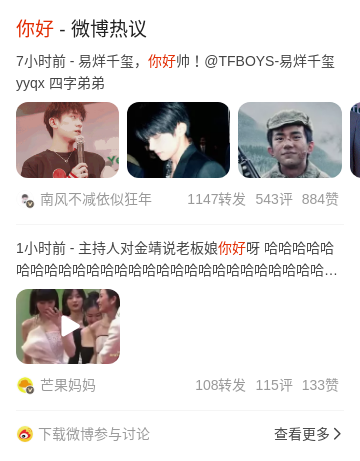 你好 - 微博热议
7小时前 - 易烊千玺，你好帅！@TFBOYS-易烊千玺
yyqx 四字弟弟
南风不减依似狂年 1147转发 543评 884赞
1小时前 - 主持人对金靖说老板娘你好呀 哈哈哈哈哈
哈哈哈哈哈哈哈哈哈哈哈哈哈哈哈哈哈哈哈哈哈哈…
芒果妈妈 108转发 115评 133赞
下载微博参与讨论 查看更多